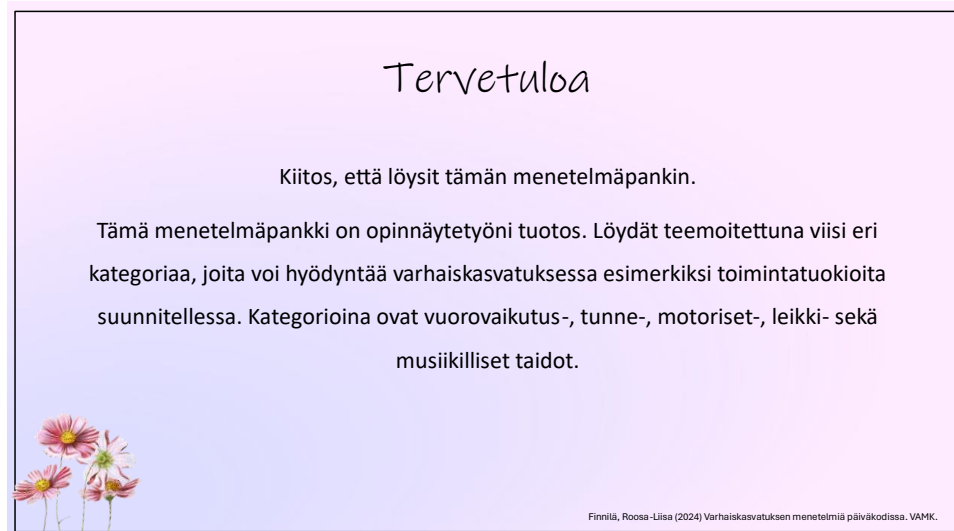 Tervetuloa
Kiitos, että löysit tämän menetelmäpankin.
Tämä menetelmäpankki on opinnäytetyöni tuotos. Löydät teemoitettuna viisi eri
kategoriaa, joita voi hyödyntää varhaiskasvatuksessa esimerkiksi toimintatuokioita
suunnitellessa. Kategorioina ovat vuorovaikutus-, tunne-, motoriset-, leikki- sekä
musiikilliset taidot.
Finnilä, Roosa-Liisa (2024) Varhaiskasvatuksen menetelmiä päiväkodissa. VAMK.